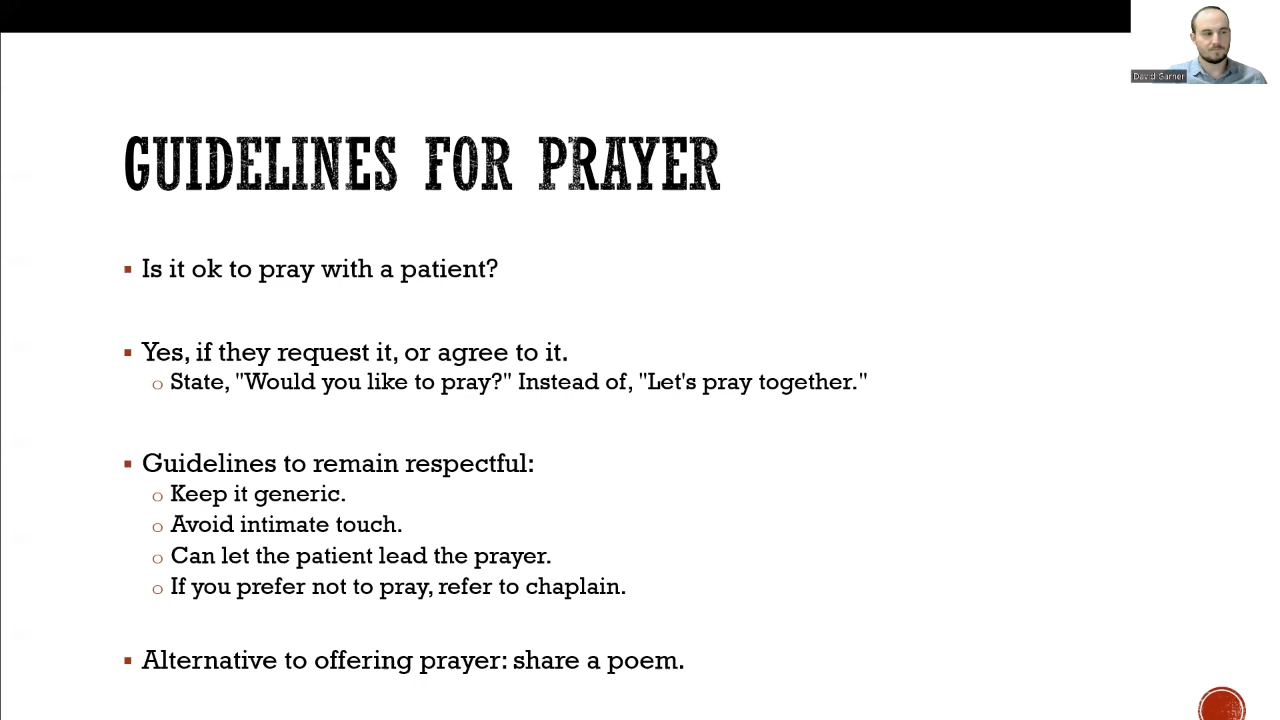 David Garner
GUIDELINES FOR PRAYER
Is it ok to pray with a patient?
Yes, if they request it, or agree to it.
State, "Would you like to pray?" Instead of, "Let's pray together."
Guidelines to remain respectful:
Keep it generic.
Avoid intimate touch.
Can let the patient lead the prayer.
If you prefer not to pray, refer to chaplain.
Alternative to offering prayer: share a poem.